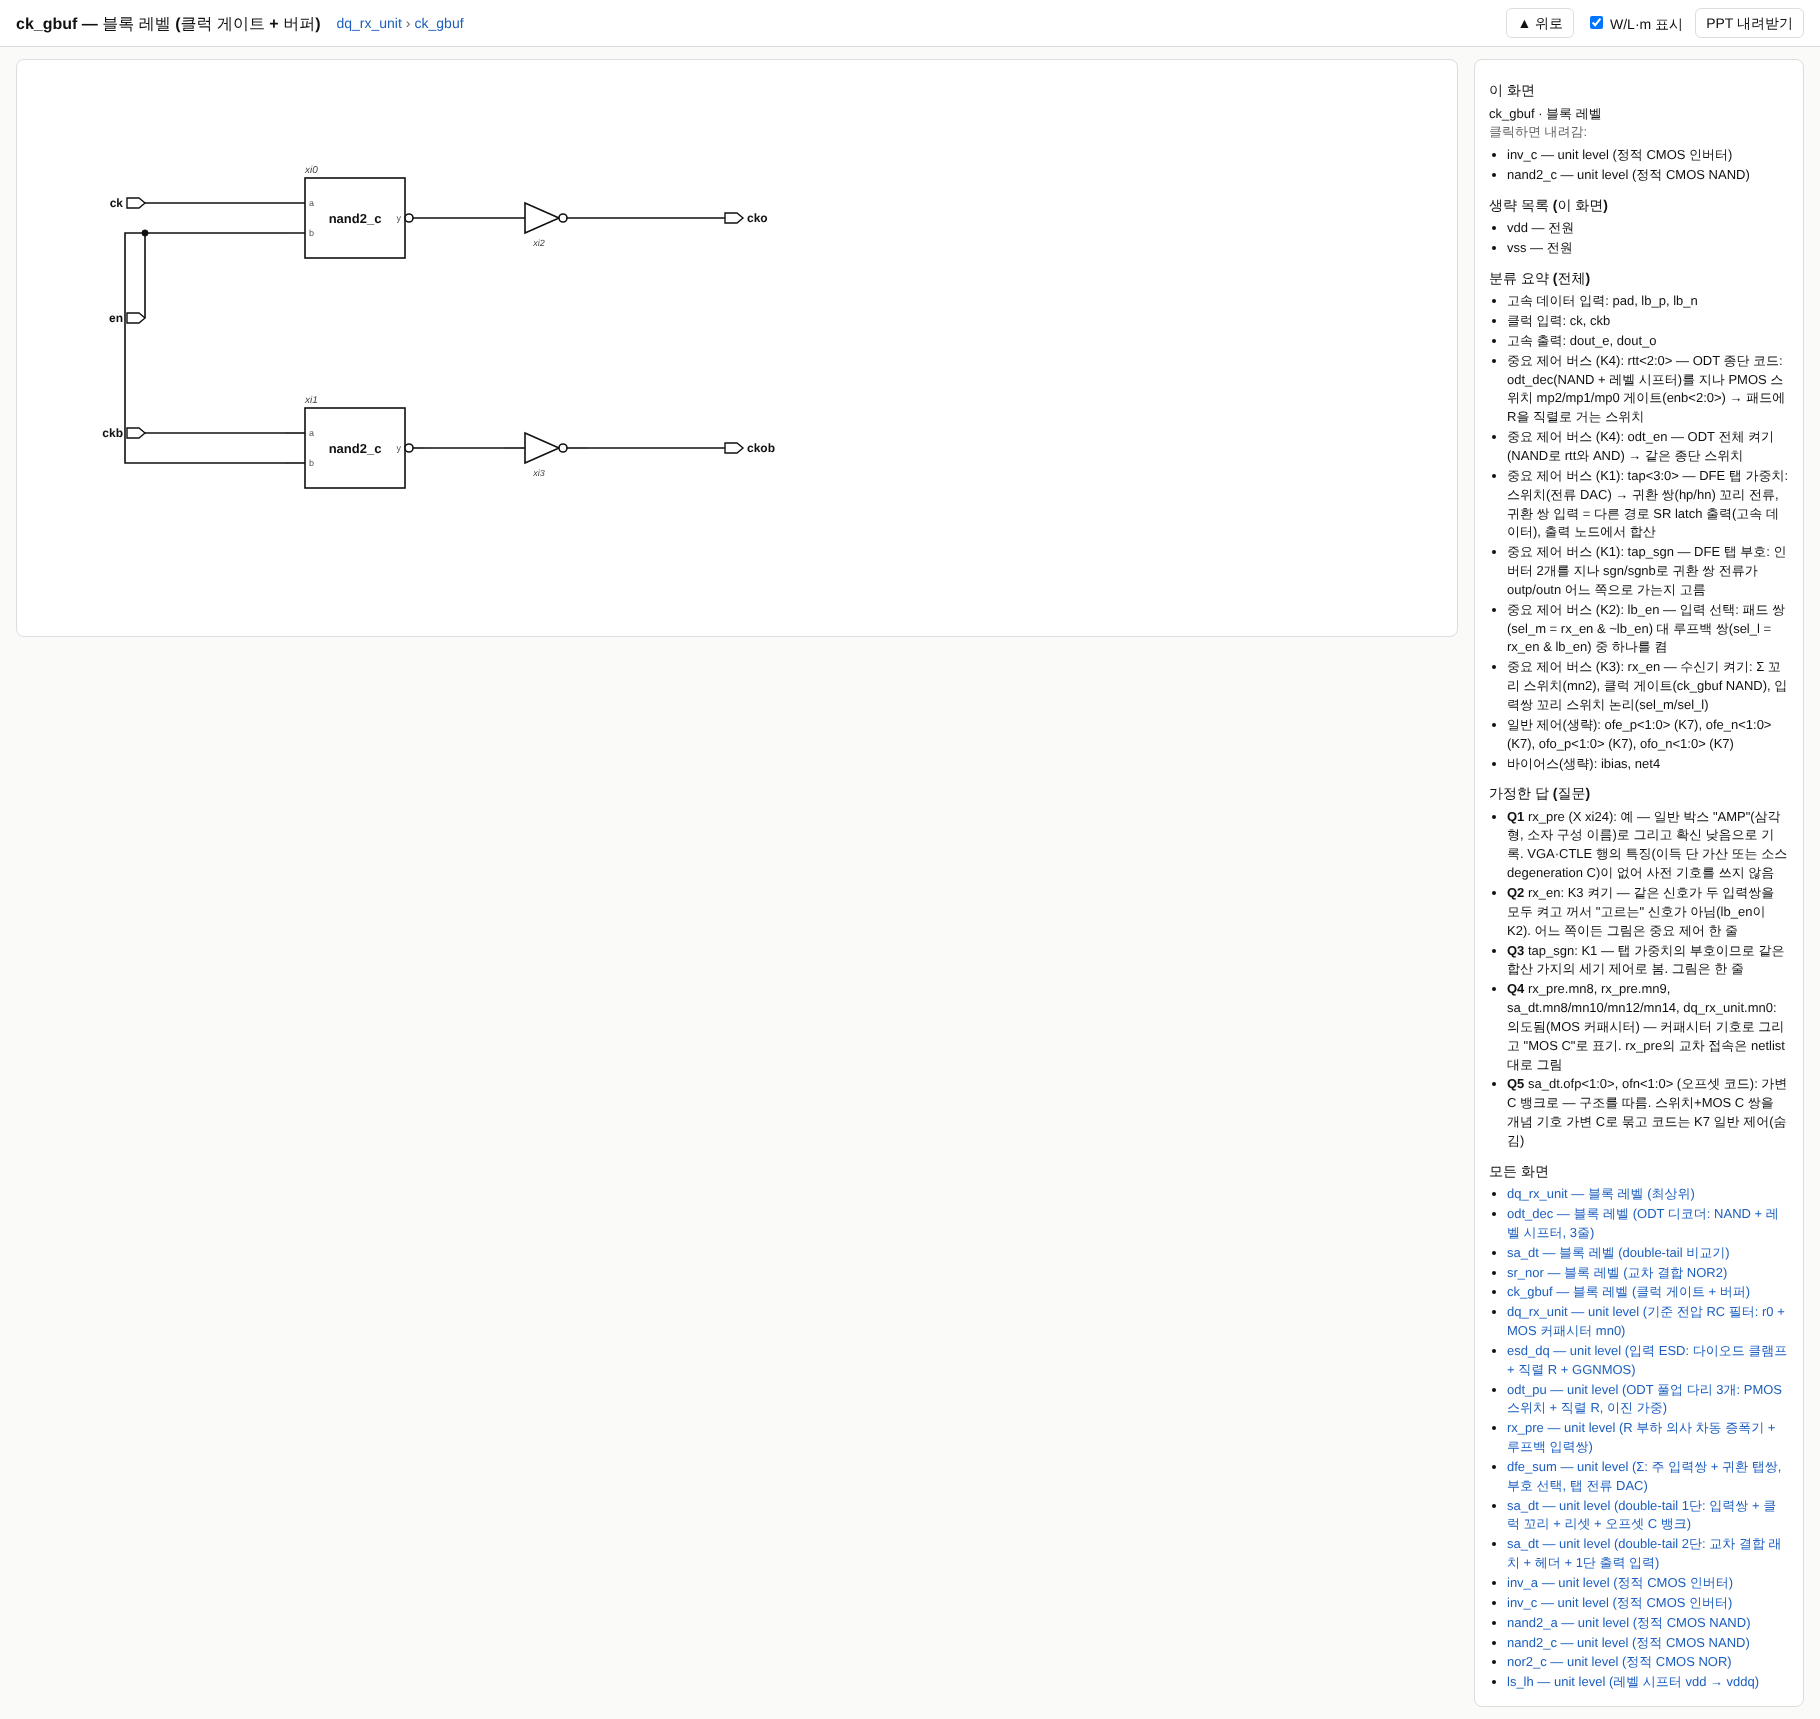 ck_gbuf — 블록 레벨 (클럭 게이트 + 버퍼)
dq_rx_unit › ck_gbuf
▲ 위로
W/L·m 표시
PPT 내려받기
xi0
ck
a
nand2_c
y
b
xi2
cko
en
xi1
ckb
a
nand2_c
y
b
xi3
ckob
이 화면
ck_gbuf · 블록 레벨
클릭하면 내려감:
• inv_c — unit level (정적 CMOS 인버터)
• nand2_c — unit level (정적 CMOS NAND)
생략 목록 (이 화면)
• vdd — 전원
• vss — 전원
분류 요약 (전체)
• 고속 데이터 입력: pad, lb_p, lb_n
• 클럭 입력: ck, ckb
• 고속 출력: dout_e, dout_o
• 중요 제어 버스 (K4): rtt<2:0> — ODT 종단 코드:
odt_dec(NAND + 레벨 시프터)를 지나 PMOS 스
위치 mp2/mp1/mp0 게이트(enb<2:0>) → 패드에
R을 직렬로 거는 스위치
• 중요 제어 버스 (K4): odt_en — ODT 전체 켜기
(NAND로 rtt와 AND) → 같은 종단 스위치
• 중요 제어 버스 (K1): tap<3:0> — DFE 탭 가중치:
스위치(전류 DAC) → 귀환 쌍(hp/hn) 꼬리 전류,
귀환 쌍 입력 = 다른 경로 SR latch 출력(고속 데
이터), 출력 노드에서 합산
• 중요 제어 버스 (K1): tap_sgn — DFE 탭 부호: 인
버터 2개를 지나 sgn/sgnb로 귀환 쌍 전류가
outp/outn 어느 쪽으로 가는지 고름
• 중요 제어 버스 (K2): lb_en — 입력 선택: 패드 쌍
(sel_m = rx_en & ~lb_en) 대 루프백 쌍(sel_l =
rx_en & lb_en) 중 하나를 켬
• 중요 제어 버스 (K3): rx_en — 수신기 켜기: Σ 꼬
리 스위치(mn2), 클럭 게이트(ck_gbuf NAND), 입
력쌍 꼬리 스위치 논리(sel_m/sel_l)
• 일반 제어(생략): ofe_p<1:0> (K7), ofe_n<1:0>
(K7), ofo_p<1:0> (K7), ofo_n<1:0> (K7)
• 바이어스(생략): ibias, net4
가정한 답 (질문)
• Q1 rx_pre (X xi24): 예 — 일반 박스 "AMP"(삼각
형, 소자 구성 이름)로 그리고 확신 낮음으로 기
록. VGA·CTLE 행의 특징(이득 단 가산 또는 소스
degeneration C)이 없어 사전 기호를 쓰지 않음
• Q2 rx_en: K3 켜기 — 같은 신호가 두 입력쌍을
모두 켜고 꺼서 "고르는" 신호가 아님(lb_en이
K2). 어느 쪽이든 그림은 중요 제어 한 줄
• Q3 tap_sgn: K1 — 탭 가중치의 부호이므로 같은
합산 가지의 세기 제어로 봄. 그림은 한 줄
• Q4 rx_pre.mn8, rx_pre.mn9,
sa_dt.mn8/mn10/mn12/mn14, dq_rx_unit.mn0:
의도됨(MOS 커패시터) — 커패시터 기호로 그리
고 "MOS C"로 표기. rx_pre의 교차 접속은 netlist
대로 그림
• Q5 sa_dt.ofp<1:0>, ofn<1:0> (오프셋 코드): 가변
C 뱅크로 — 구조를 따름. 스위치+MOS C 쌍을
개념 기호 가변 C로 묶고 코드는 K7 일반 제어(숨
김)
모든 화면
• dq_rx_unit — 블록 레벨 (최상위)
• odt_dec — 블록 레벨 (ODT 디코더: NAND + 레
벨 시프터, 3줄)
• sa_dt — 블록 레벨 (double-tail 비교기)
• sr_nor — 블록 레벨 (교차 결합 NOR2)
• ck_gbuf — 블록 레벨 (클럭 게이트 + 버퍼)
• dq_rx_unit — unit level (기준 전압 RC 필터: r0 +
MOS 커패시터 mn0)
• esd_dq — unit level (입력 ESD: 다이오드 클램프
+ 직렬 R + GGNMOS)
• odt_pu — unit level (ODT 풀업 다리 3개: PMOS
스위치 + 직렬 R, 이진 가중)
• rx_pre — unit level (R 부하 의사 차동 증폭기 +
루프백 입력쌍)
• dfe_sum — unit level (Σ: 주 입력쌍 + 귀환 탭쌍,
부호 선택, 탭 전류 DAC)
• sa_dt — unit level (double-tail 1단: 입력쌍 + 클
럭 꼬리 + 리셋 + 오프셋 C 뱅크)
• sa_dt — unit level (double-tail 2단: 교차 결합 래
치 + 헤더 + 1단 출력 입력)
• inv_a — unit level (정적 CMOS 인버터)
• inv_c — unit level (정적 CMOS 인버터)
• nand2_a — unit level (정적 CMOS NAND)
• nand2_c — unit level (정적 CMOS NAND)
• nor2_c — unit level (정적 CMOS NOR)
• ls_lh — unit level (레벨 시프터 vdd → vddq)